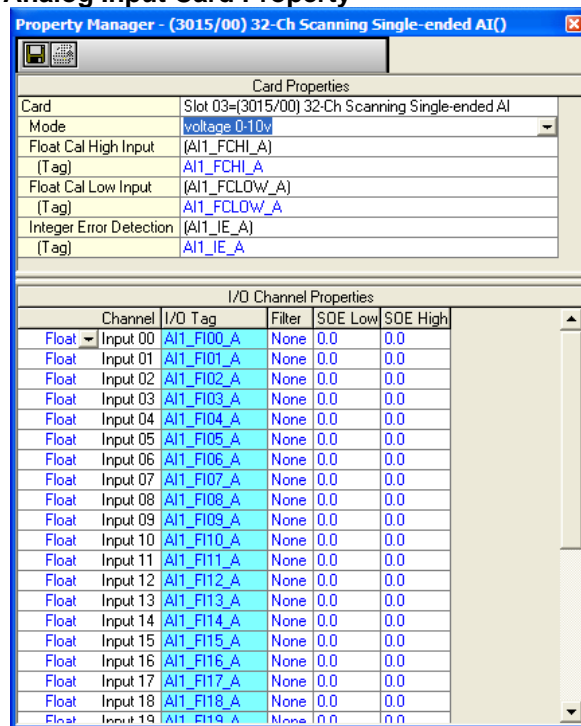 Analog Input Card Property
Property Manager - (3015/00) 32-Ch Scanning Single-ended AI()
Card Properties
Card Slot 03=(3015/00) 32-Ch Scanning Single-ended AI
Mode voltage 0-10v
Float Cal High Input (AI1_FCHI_A)
(Tag) AI1_FCHI_A
Float Cal Low Input (AI1_FCLOW_A)
(Tag) AI1_FCLOW_A
Integer Error Detection (AI1_IE_A)
(Tag) AI1_IE_A
I/O Channel Properties
Channel I/O Tag Filter SOE Low SOE High
Float Input 00 AI1_FI00_A None 0.0 0.0
Float Input 01 AI1_FI01_A None 0.0 0.0
Float Input 02 AI1_FI02_A None 0.0 0.0
Float Input 03 AI1_FI03_A None 0.0 0.0
Float Input 04 AI1_FI04_A None 0.0 0.0
Float Input 05 AI1_FI05_A None 0.0 0.0
Float Input 06 AI1_FI06_A None 0.0 0.0
Float Input 07 AI1_FI07_A None 0.0 0.0
Float Input 08 AI1_FI08_A None 0.0 0.0
Float Input 09 AI1_FI09_A None 0.0 0.0
Float Input 10 AI1_FI10_A None 0.0 0.0
Float Input 11 AI1_FI11_A None 0.0 0.0
Float Input 12 AI1_FI12_A None 0.0 0.0
Float Input 13 AI1_FI13_A None 0.0 0.0
Float Input 14 AI1_FI14_A None 0.0 0.0
Float Input 15 AI1_FI15_A None 0.0 0.0
Float Input 16 AI1_FI16_A None 0.0 0.0
Float Input 17 AI1_FI17_A None 0.0 0.0
Float Input 18 AI1_FI18_A None 0.0 0.0
Float Input 19 AI1_FI19_A None 0.0 0.0